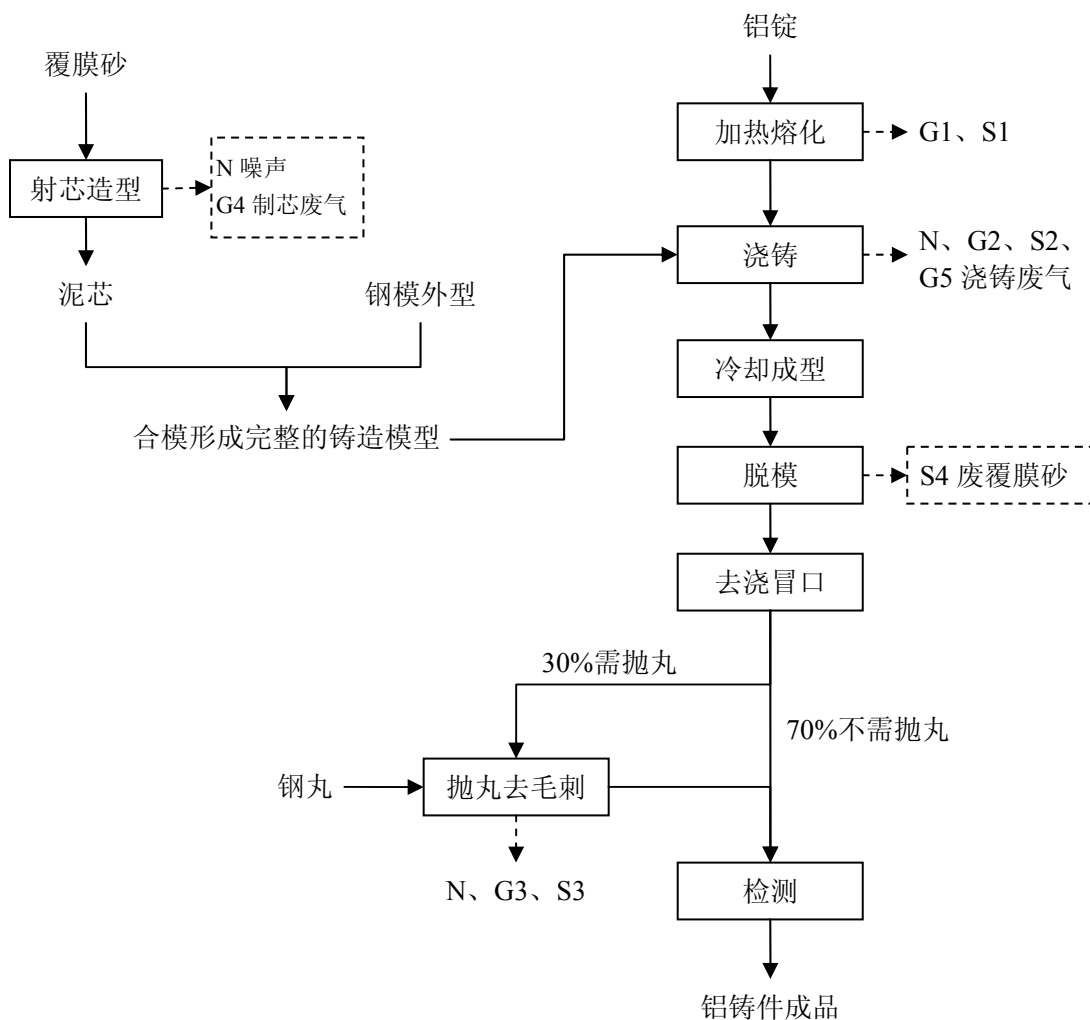 铝锭
覆膜砂
加热熔化
G1、S1
射芯造型
N 噪声
G4 制芯废气
浇铸
N、G2、S2、
G5 浇铸废气
泥芯
钢模外型
冷却成型
合模形成完整的铸造模型
脱模
S4 废覆膜砂
去浇冒口
30%需抛丸
70%不需抛丸
钢丸
抛丸去毛刺
N、G3、S3
检测
铝铸件成品